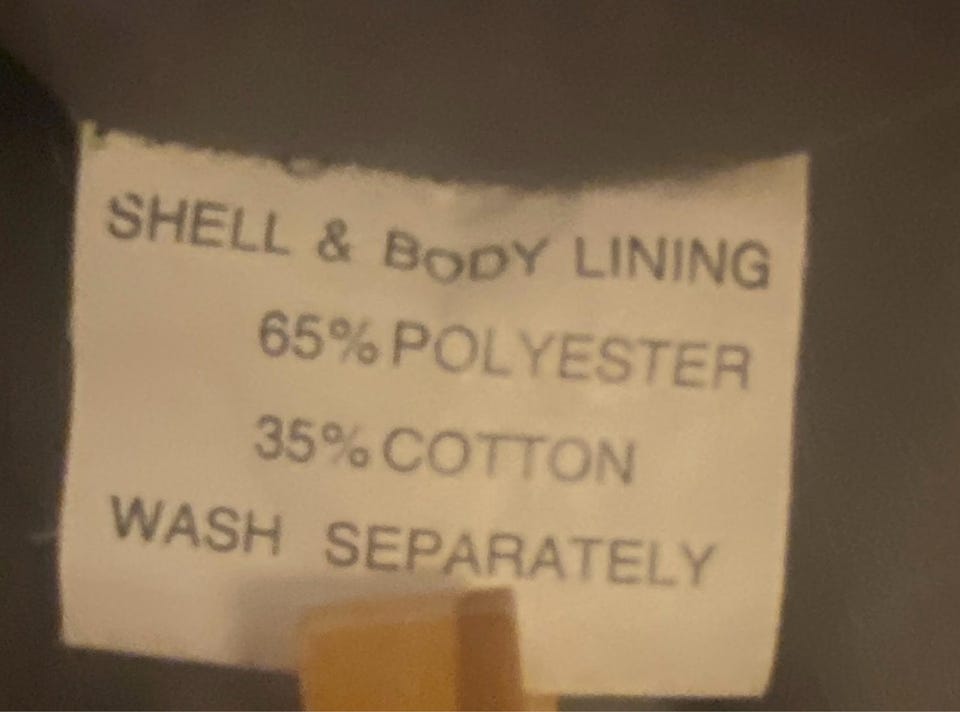 SHELL & BODY LINING
65% POLYESTER
35% COTTON
WASH SEPARATELY